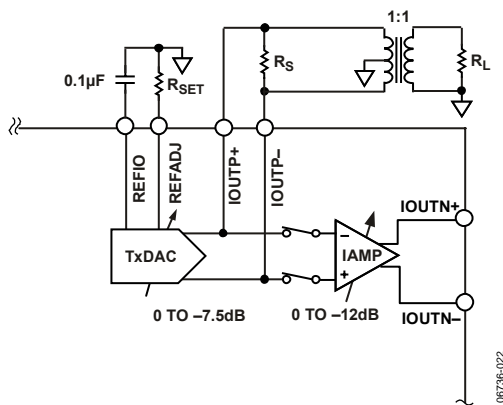 1:1
0.1µF
RSET
RS
RL
REFIO
REFADJ
IOUTP+
IOUTP–
IOUTN+
TxDAC
–
IAMP
+
0 TO –7.5dB
0 TO –12dB
IOUTN–
06736-022